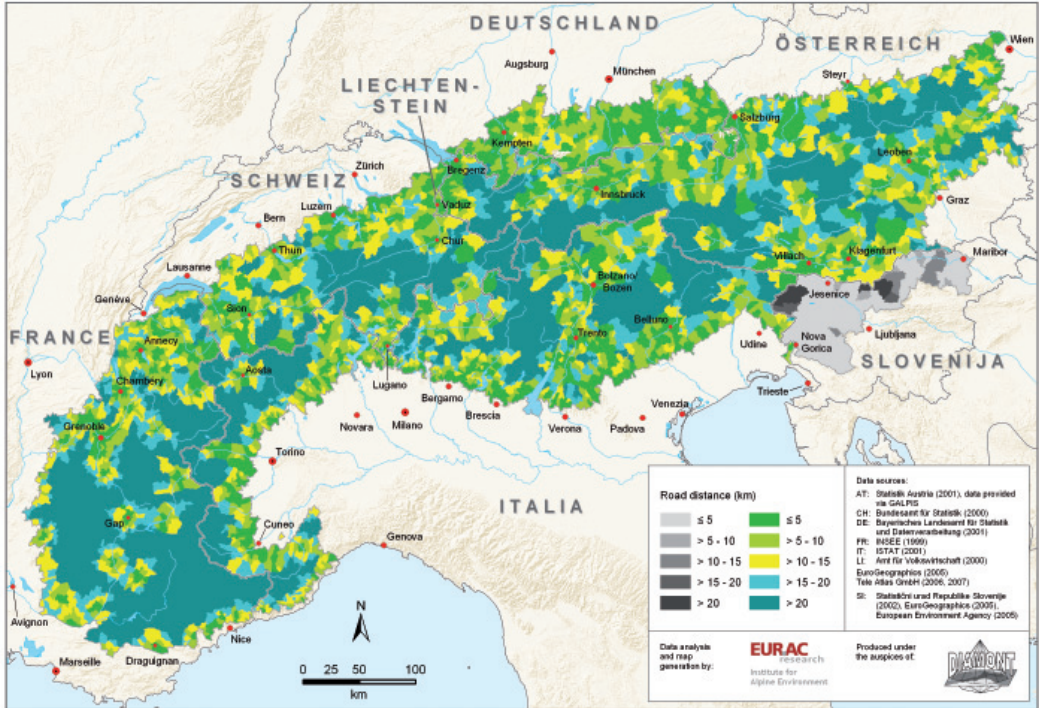 DEUTSCHLAND
ÖSTERREICH
Wien
Augsburg
München
Steyr
LIECHTEN-
STEIN
Salzburg
Kempten
Leoben
Bregenz
Zürich
SCHWEIZ
Innsbruck
Graz
Luzern
Vaduz
Bern
Chur
Thun
Klagenfurt
Villach
Maribor
Lausanne
Bolzano/
Bozen
Jesenice
Genève
Sion
Belluno
Ljubljana
FRANCE
Annecy
Trento
Udine
Nova
Gorica
SLOVENIJA
Lyon
Chambéry
Aosta
Lugano
Trieste
Bergamo
Brescia
Venezia
Grenoble
Novara
Milano
Verona
Padova
Torino
ITALIA
Gap
Cuneo
Genova
Avignon
Nice
Marseille
Draguignan
N
0 25 50 100
km
Road distance (km)
≤ 5 ≤ 5
> 5 - 10 > 5 - 10
> 10 - 15 > 10 - 15
> 15 - 20 > 15 - 20
> 20 > 20
Data sources:
AT: Statistik Austria (2001), data provided
via GALPIS
CH: Bundesamt für Statistik (2000)
DE: Bayerisches Landesamt für Statistik
und Datenverarbeitung (2001)
FR: INSEE (1999)
IT: ISTAT (2001)
LI: Amt für Volkswirtschaft (2000)
EuroGeographics (2005)
Tele Atlas GmbH (2006, 2007)
SI: Statistični urad Republike Slovenije
(2002), EuroGeographics (2005),
European Environment Agency (2005)
Data analysis
and map
generation by:
EURAC
research
Institute for
Alpine Environment
Produced under
the auspices of:
DIAMONT